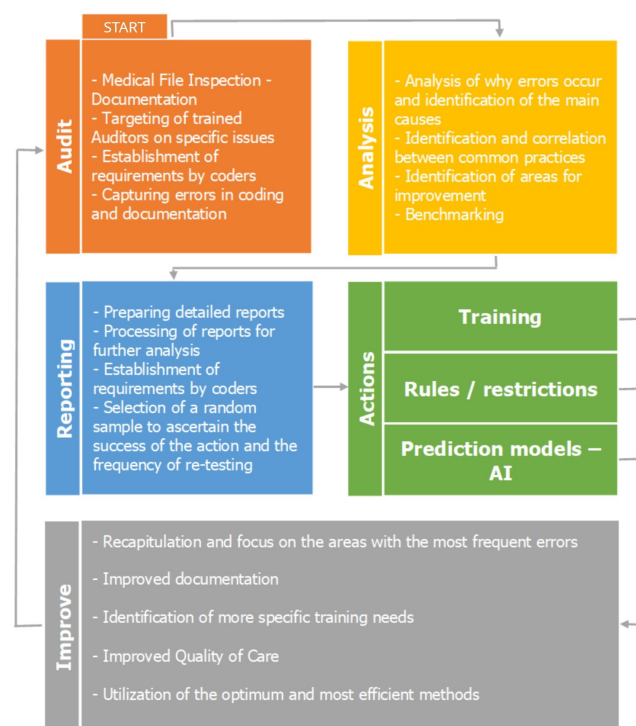 START
Audit
- Medical File Inspection -
Documentation
- Targeting of trained
Auditors on specific issues
- Establishment of
requirements by coders
- Capturing errors in coding
and documentation
Analysis
- Analysis of why errors occur
and identification of the main
causes
- Identification and correlation
between common practices
- Identification of areas for
improvement
- Benchmarking
Reporting
- Preparing detailed reports
- Processing of reports for
further analysis
- Establishment of
requirements by coders
- Selection of a random
sample to ascertain the
success of the action and the
frequency of re-testing
Actions
Training
Rules / restrictions
Prediction models –
AI
Improve
- Recapitulation and focus on the areas with the most frequent errors
- Improved documentation
- Identification of more specific training needs
- Improved Quality of Care
- Utilization of the optimum and most efficient methods